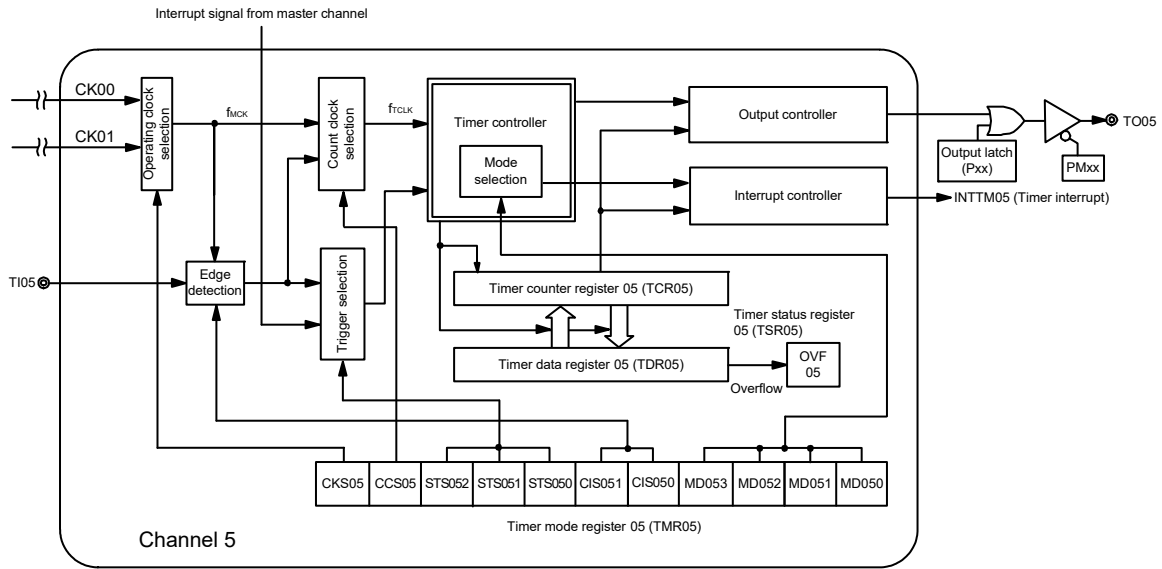 Interrupt signal from master channel
CK00
CK01
Operating clock
selection
fMCK
Count clock
selection
fTCLK
Timer controller
Mode
selection
Output controller
Interrupt controller
Output latch
(Pxx)
PMxx
TO05
INTTM05 (Timer interrupt)
TI05
Edge
detection
Trigger selection
Timer counter register 05 (TCR05)
Timer status register
05 (TSR05)
Timer data register 05 (TDR05)
Overflow
OVF
05
CKS05 CCS05 STS052 STS051 STS050 CIS051 CIS050 MD053 MD052 MD051 MD050
Timer mode register 05 (TMR05)
Channel 5